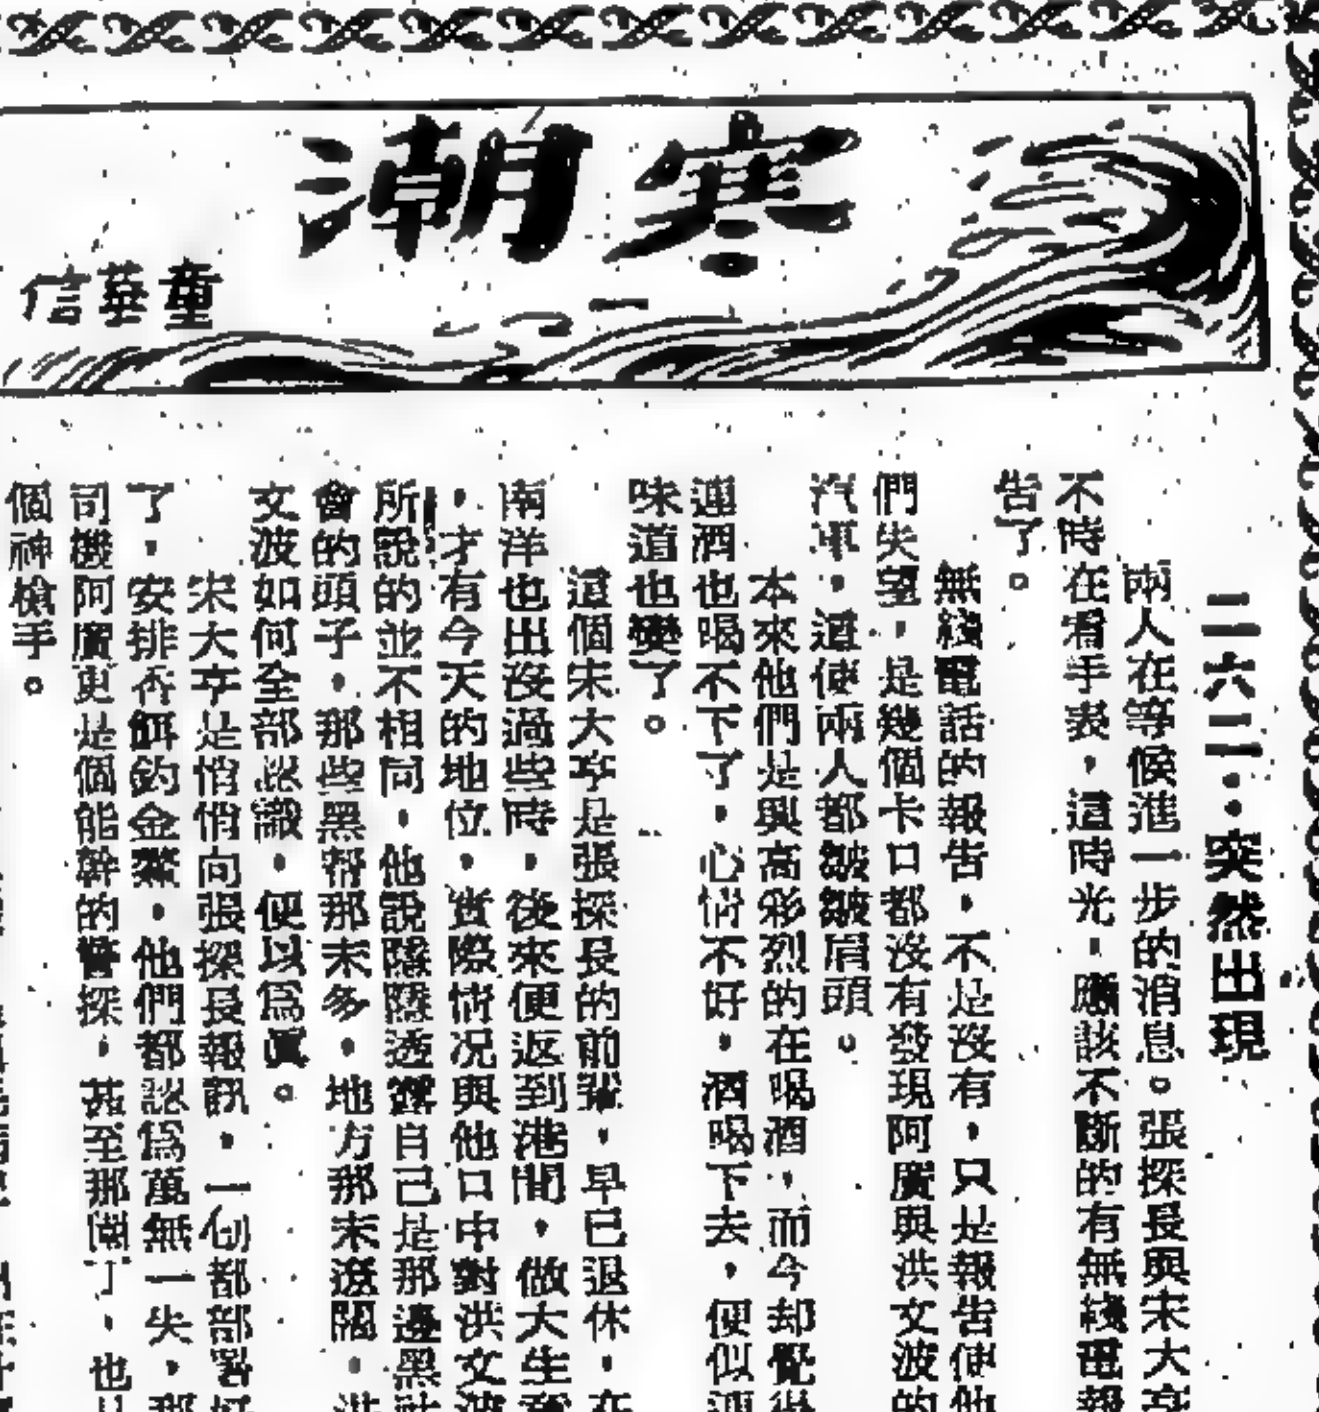 寒潮
童華信
二六二：突然出現
兩人在等候進一步的消息。張探長與宋大亨
不時在看手表，這時光，應該不斷的有無綫電報
告了。
無綫電話的報告，不是沒有，只是報告使他
們失望，是幾個卡口都沒有發現阿廣與洪文波的
汽車，這使兩人都皺皺眉頭。
本來他們是興高彩烈的在喝酒，而今却覺得
連酒也喝不下了，心情不好，酒喝下去，便似
味道也變了。
這個宋大亨是張探長的前輩，早已退休，在
南洋也出沒過些時，後來便返到港間，做大生意
，才有今天的地位，實際情况與他口中對洪文波
所說的並不相同，他說隱隱透露自己是那邊黑社
會的頭子，那些黑幫那末多，地方那末遼闊，洪
文波如何全部認識，便以爲眞。
宋大亨是悄悄向張探長報訊，一切都部署好
了，安排香餌釣金鰲，他們都認爲萬無一失，那
司機阿廣更是個能幹的警探，甚至那園丁，也是
個神槍手。